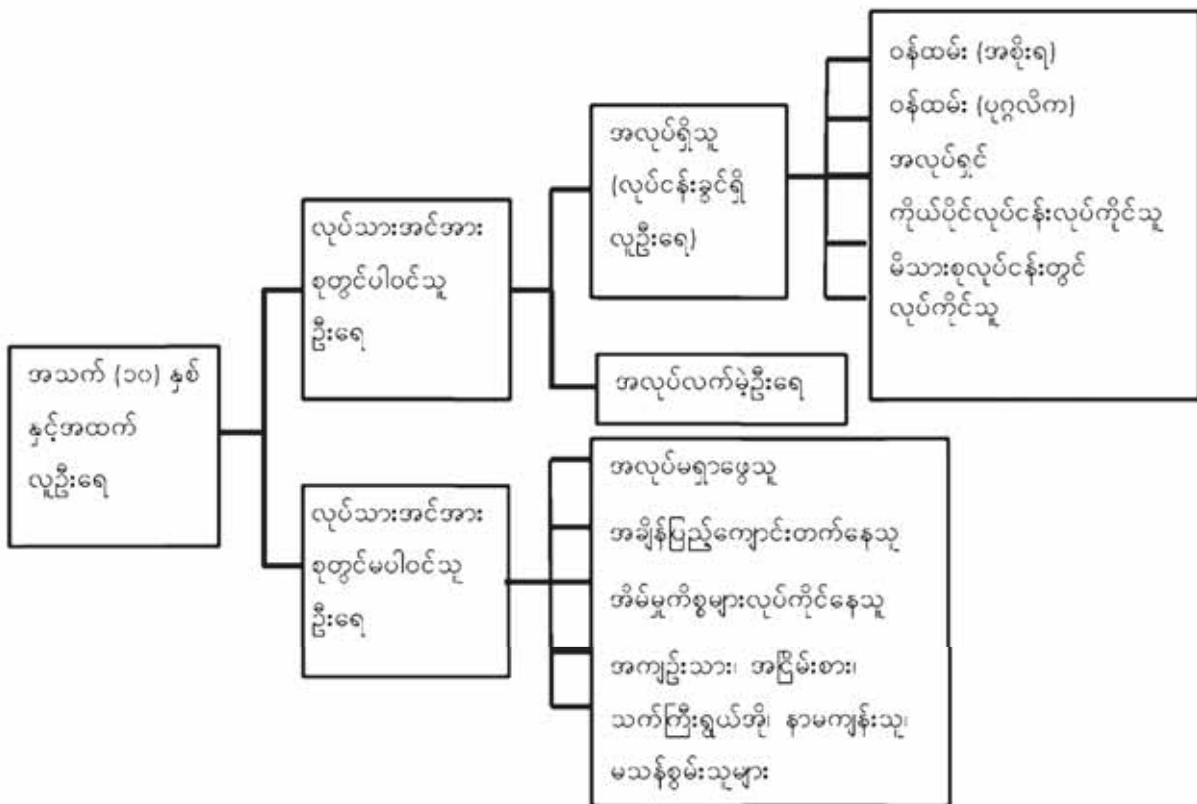 အသက် (၁၀) နှစ်
နှင့်အထက်
လူဦးရေ
လုပ်သားအင်အား
စုတွင်ပါဝင်သူ
ဦးရေ
အလုပ်ရှိသူ
(လုပ်ငန်းခွင်ရှိ
လူဦးရေ)
ဝန်ထမ်း (အစိုးရ)
ဝန်ထမ်း (ပုဂ္ဂလိက)
အလုပ်ရှင်
ကိုယ်ပိုင်လုပ်ငန်းလုပ်ကိုင်သူ
မိသားစုလုပ်ငန်းတွင်
လုပ်ကိုင်သူ
အလုပ်လက်မဲ့ဦးရေ
လုပ်သားအင်အား
စုတွင်မပါဝင်သူ
ဦးရေ
အလုပ်မရှာဖွေသူ
အချိန်ပြည့်ကျောင်းတက်နေသူ
အိမ်မှုကိစ္စများလုပ်ကိုင်နေသူ
အကျဉ်းသား၊ အငြိမ်းစား၊
သက်ကြီးရွယ်အို၊ နာမကျန်းသူ၊
မသန်စွမ်းသူများ